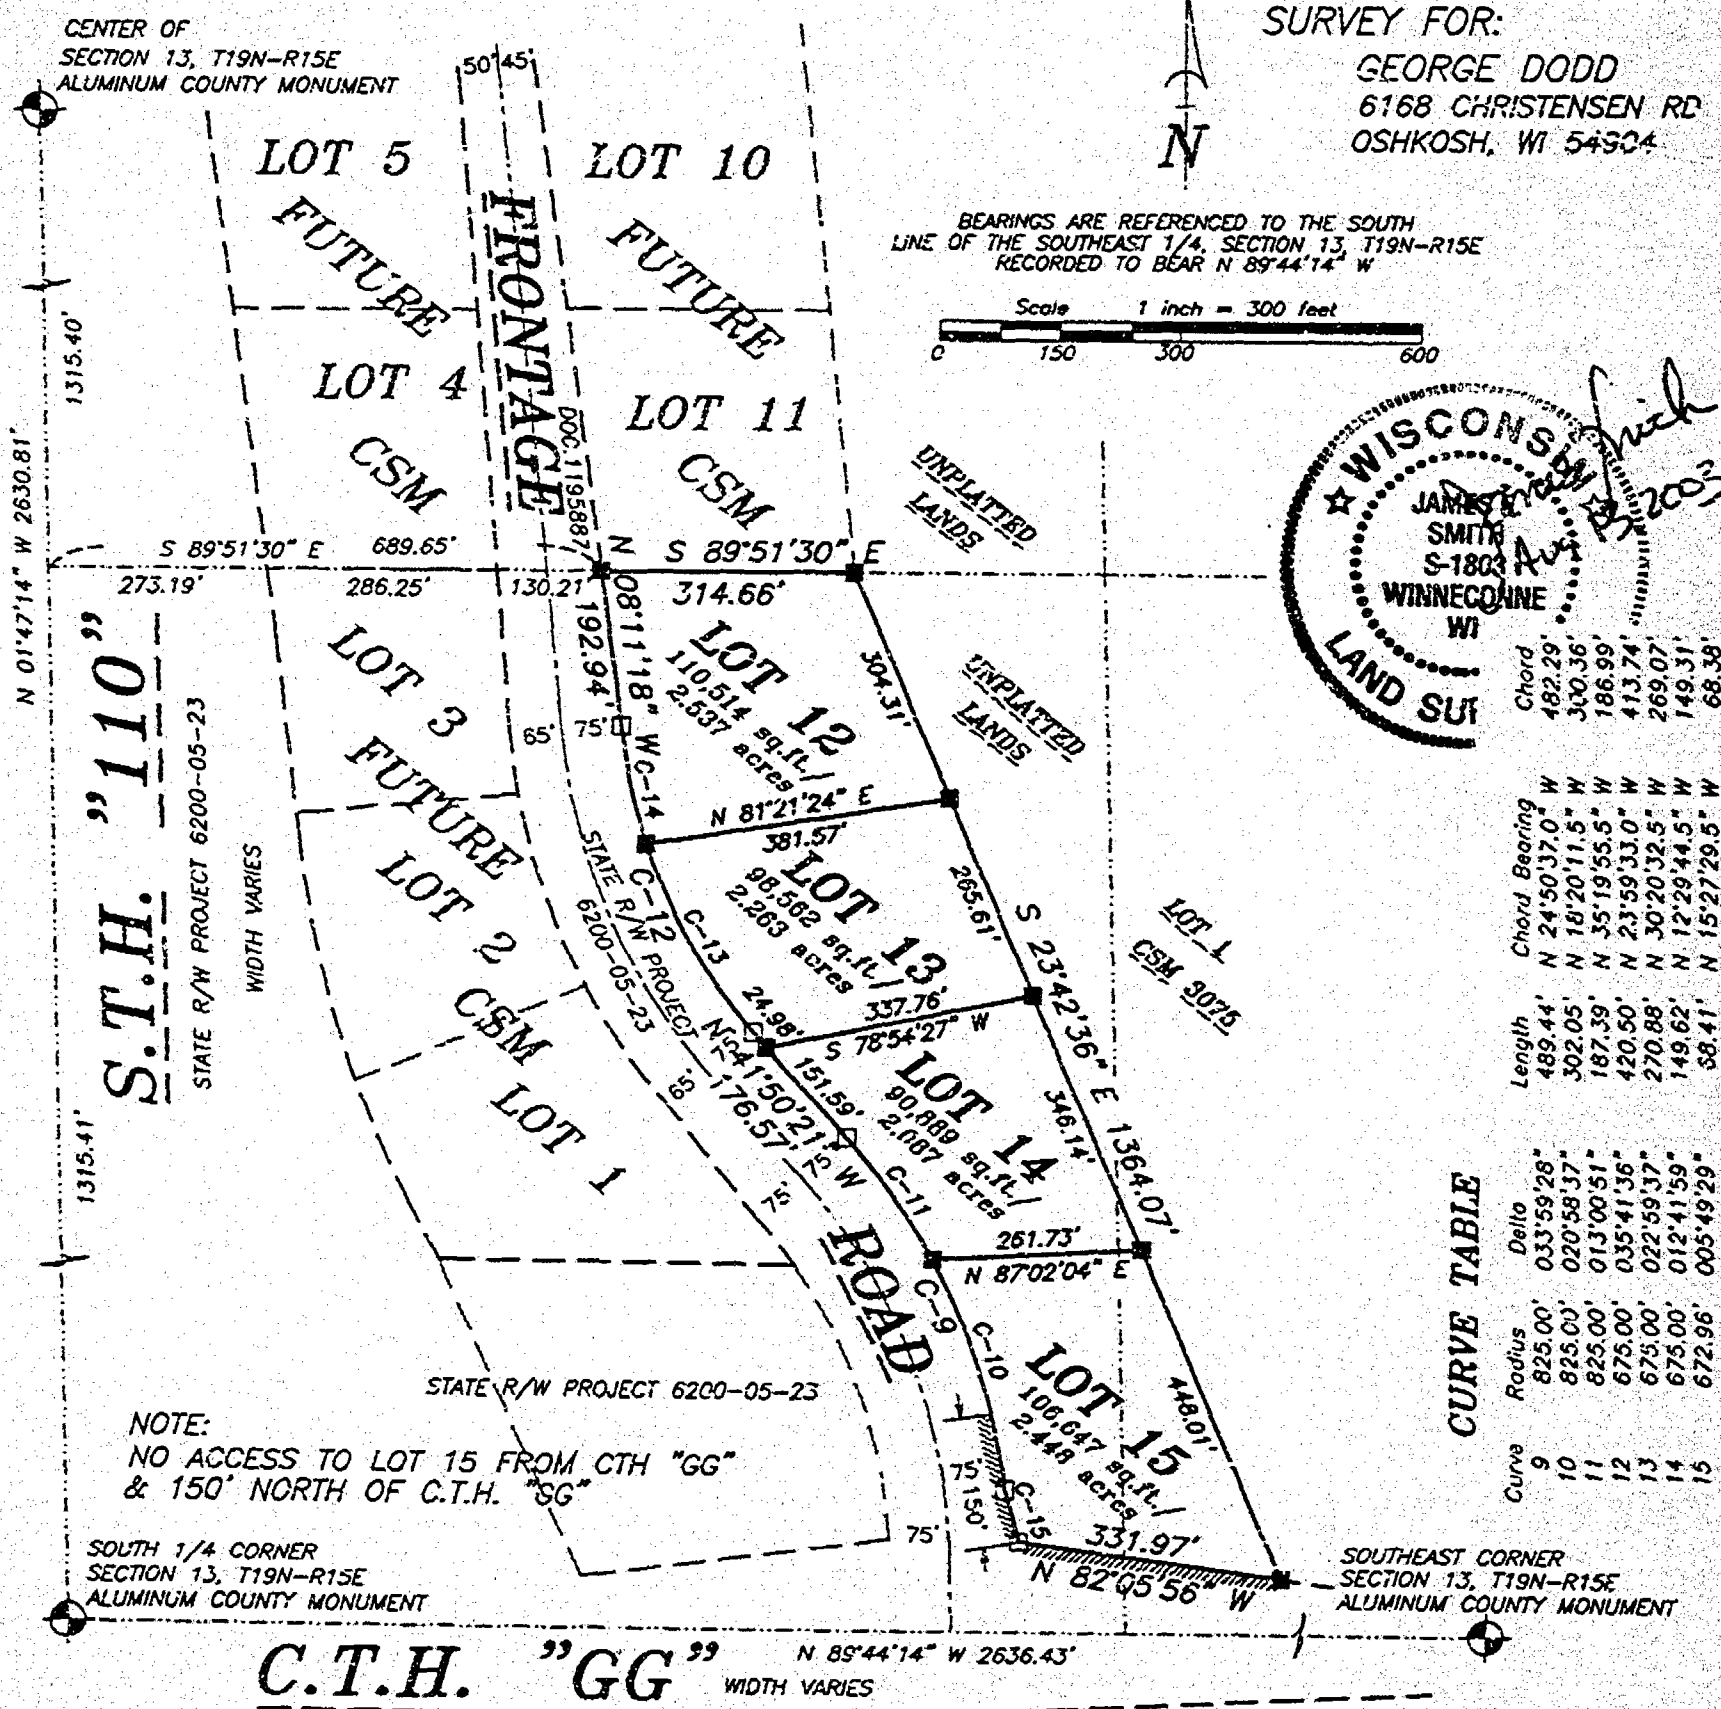 CENTER OF
SECTION 13, T19N-R15E
ALUMINUM COUNTY MONUMENT
50' 45'
SURVEY FOR:
GEORGE DODD
6168 CHRISTENSEN RD
OSHKOSH, WI 54904
N
BEARINGS ARE REFERENCED TO THE SOUTH
LINE OF THE SOUTHEAST 1/4, SECTION 13, T19N-R15E
RECORDED TO BEAR N 89°44'14" W
Scale 1 inch = 300 feet
0 150 300 600
LOT 5
FUTURE
LOT 4
CSM
LOT 10
FUTURE
LOT 11
CSM
FRONTAGE
DOC. 1195887
UNPLATTED
LANDS
WISCONSIN
JAMES
SMITH
S-1803
WINNECONNE
WI
LAND SUR
Aug 13 2003
1315.40'
N 01°47'14" W 2630.81'
1315.41'
S 89°51'30" E 689.65'
273.19' 286.25' 130.21'
S 89°51'30" E
314.66'
N 08°11'18" W
192.94'
S.T.H. "110"
STATE R/W PROJECT 6200-05-23
WIDTH VARIES
LOT 3
FUTURE
LOT 2
CSM
LOT 1
65' 75'
LOT 12
110,514 sq.ft./
2.537 acres
304.31'
UNPLATTED
LANDS
C-14
N 81°21'24" E
381.57'
STATE R/W PROJECT
6200-05-23
C-12
C-13
LOT 13
98,562 sq.ft./
2.263 acres
265.61'
S 23°42'36" E 1364.07'
LOT 1
CSM 3075
24.98'
337.76'
S 78°54'27" W
N 41°50'21" W
176.57'
151.59'
65'
75'
75'
75'
LOT 14
90,889 sq.ft./
2.087 acres
346.14'
C-11
261.73'
N 87°02'04" E
ROAD
C-9
C-10
LOT 15
106,647 sq.ft./
2.448 acres
448.01'
STATE R/W PROJECT 6200-05-23
75'
150'
C-15
75'
331.97'
N 82°05'56" W
NOTE:
NO ACCESS TO LOT 15 FROM CTH "GG"
& 150' NORTH OF C.T.H. "GG"
SOUTH 1/4 CORNER
SECTION 13, T19N-R15E
ALUMINUM COUNTY MONUMENT
SOUTHEAST CORNER
SECTION 13, T19N-R15E
ALUMINUM COUNTY MONUMENT
C.T.H. "GG"
N 89°44'14" W 2636.43'
WIDTH VARIES
CURVE TABLE
Curve Radius Delta Length Chord Bearing Chord
9 825.00' 033°59'28" 489.44' N 24°50'37.0" W 482.29'
10 825.00' 020°58'37" 302.05' N 18°20'11.5" W 300.36'
11 825.00' 013°00'51" 187.39' N 35°19'55.5" W 186.99'
12 675.00' 035°41'36" 420.50' N 23°59'33.0" W 413.74'
13 675.00' 022°59'37" 270.88' N 30°20'32.5" W 269.07'
14 675.00' 012°41'59" 149.62' N 12°29'44.5" W 149.31'
15 672.96' 005°49'29" 68.41' N 15°27'29.5" W 68.38'